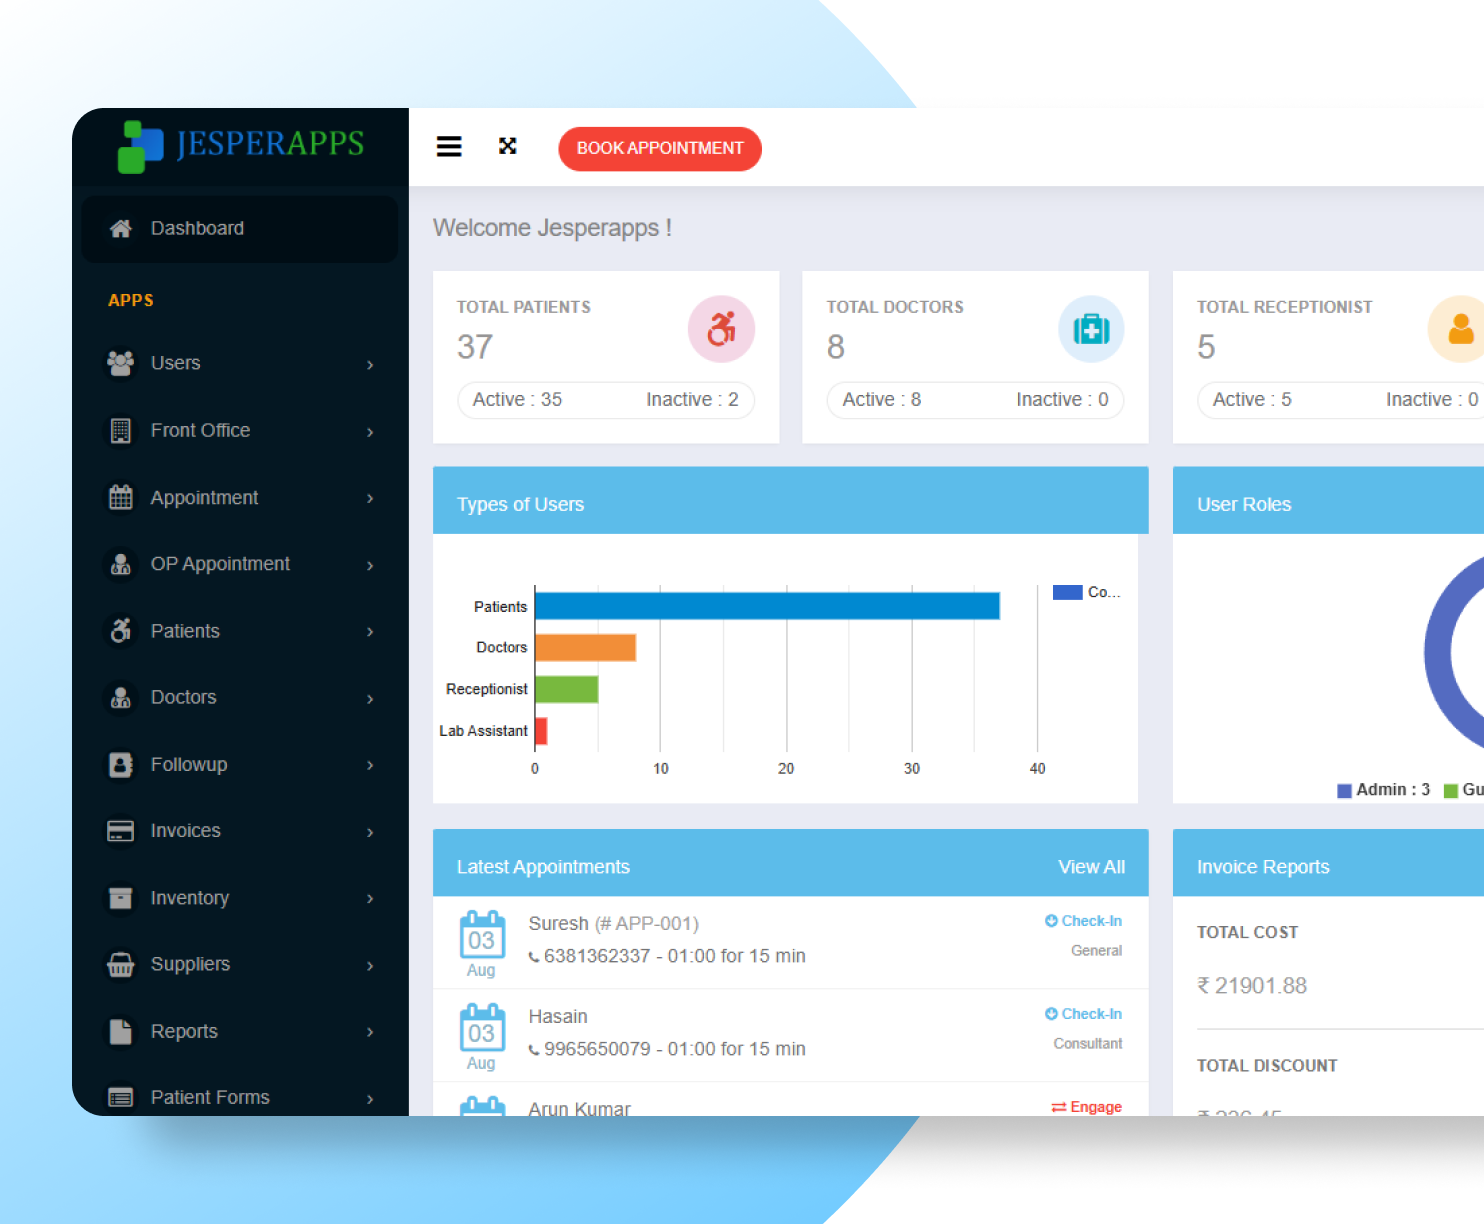 JESPERAPPS
BOOK APPOINTMENT
Dashboard
APPS
Users
Front Office
Appointment
OP Appointment
Patients
Doctors
Followup
Invoices
Inventory
Suppliers
Reports
Patient Forms
Welcome Jesperapps !
TOTAL PATIENTS
37
Active : 35 Inactive : 2
TOTAL DOCTORS
8
Active : 8 Inactive : 0
TOTAL RECEPTIONIST
5
Active : 5 Inactive : 0
Types of Users
Co...
Patients
Doctors
Receptionist
Lab Assistant
0 10 20 30 40
User Roles
Admin : 3 Gu
Latest Appointments View All
03 Aug
Suresh (# APP-001) Check-In
6381362337 - 01:00 for 15 min General
03 Aug
Hasain Check-In
9965650079 - 01:00 for 15 min Consultant
Arun Kumar Engage
Invoice Reports
TOTAL COST
₹ 21901.88
TOTAL DISCOUNT